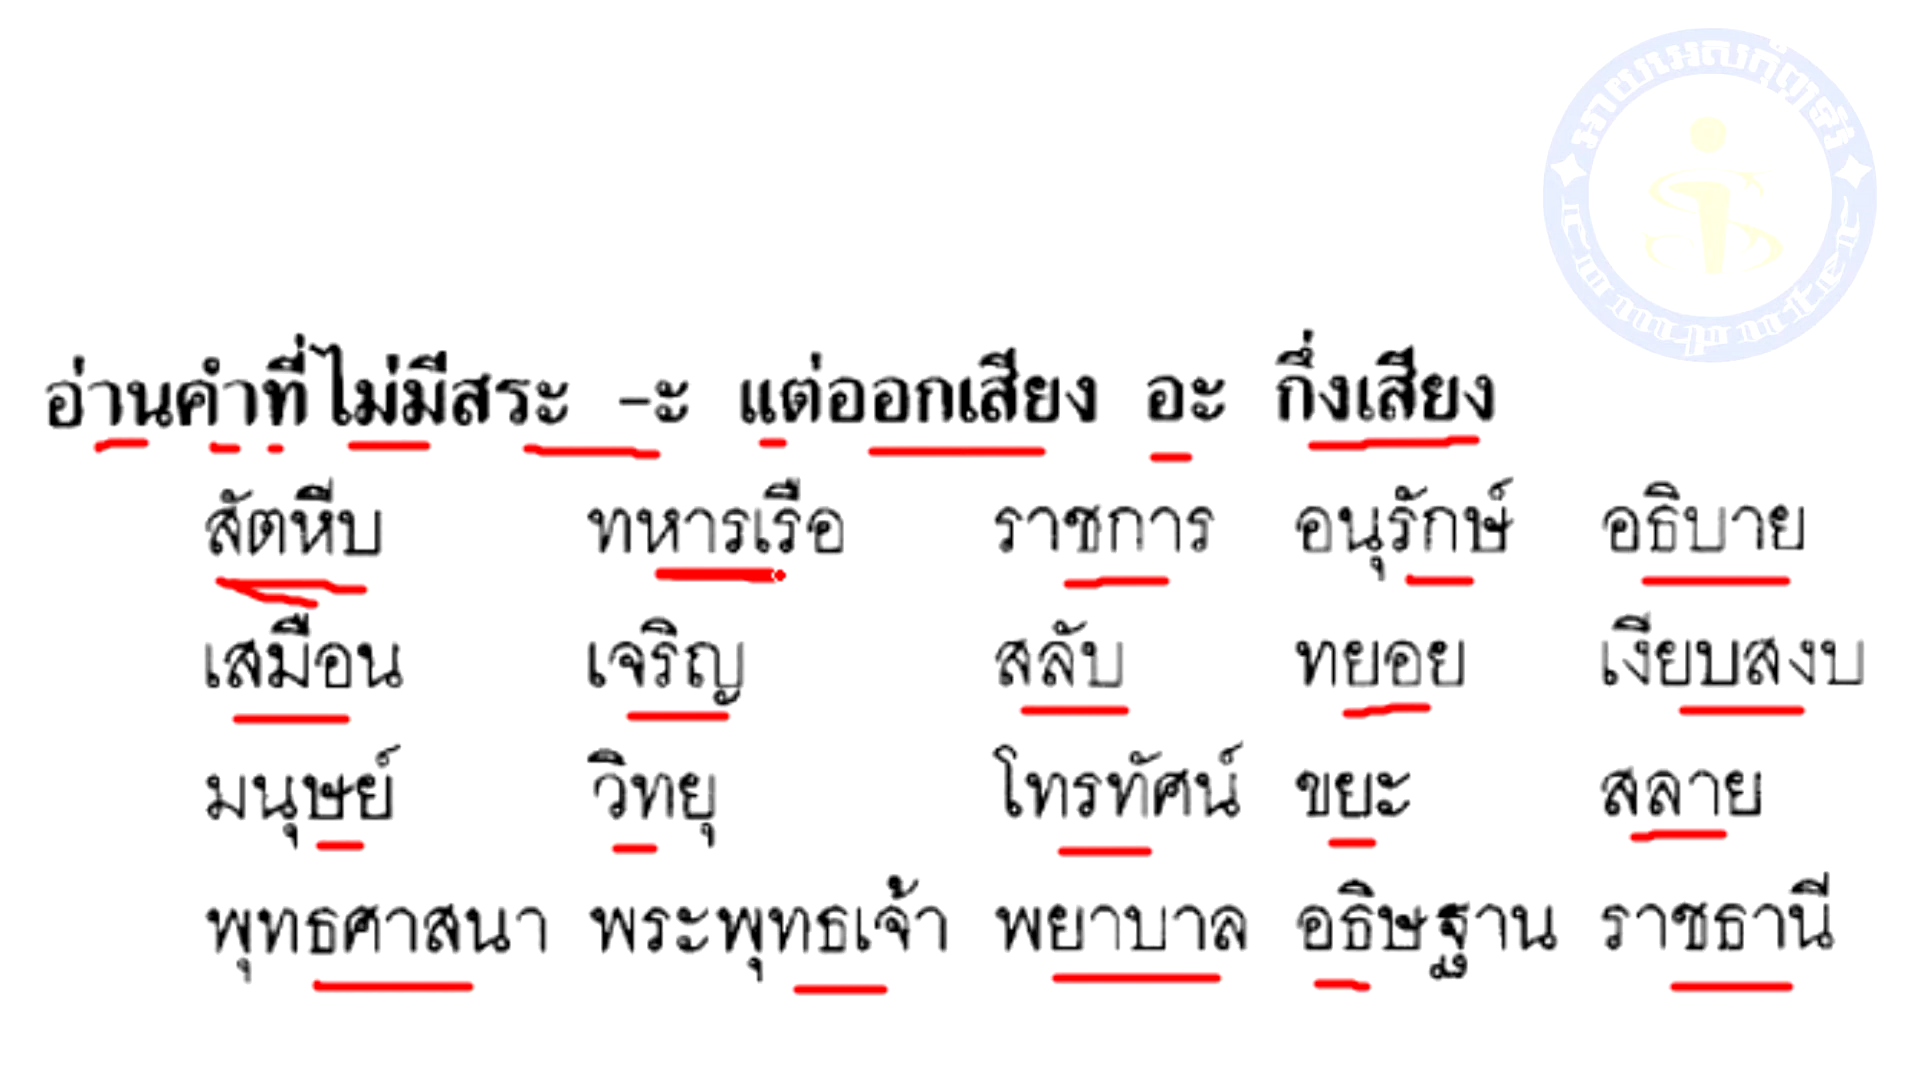 อ่านคำที่ไม่มีสระ -ะ แต่ออกเสียง อะ กึ่งเสียง
สัตหีบ ทหารเรือ ราชการ อนุรักษ์ อธิบาย
เสมือน เจริญ สลับ ทยอย เงียบสงบ
มนุษย์ วิทยุ โทรทัศน์ ขยะ สลาย
พุทธศาสนา พระพุทธเจ้า พยาบาล อธิษฐาน ราชธานี